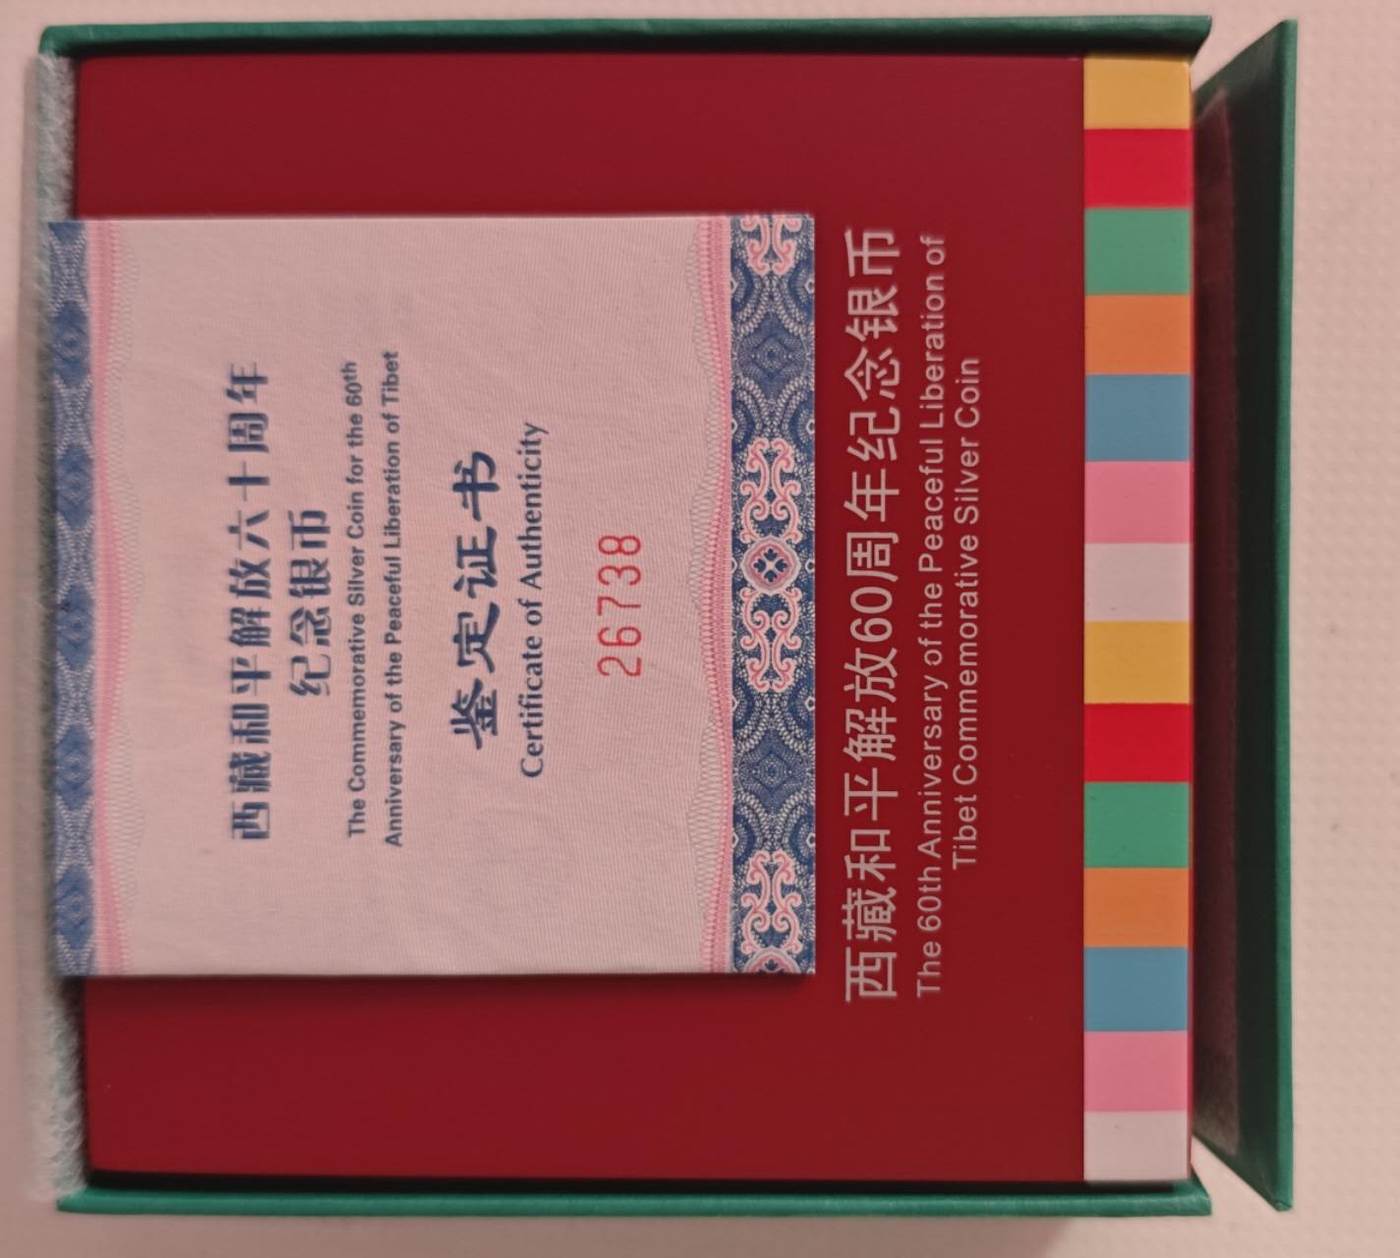 西藏和平解放六十周年
纪念银币
The Commemorative Silver Coin for the 60th
Anniversary of the Peaceful Liberation of Tibet
鉴定证书
Certificate of Authenticity
26738
西藏和平解放60周年纪念银币
The 60th Anniversary of the Peaceful Liberation of
Tibet Commemorative Silver Coin